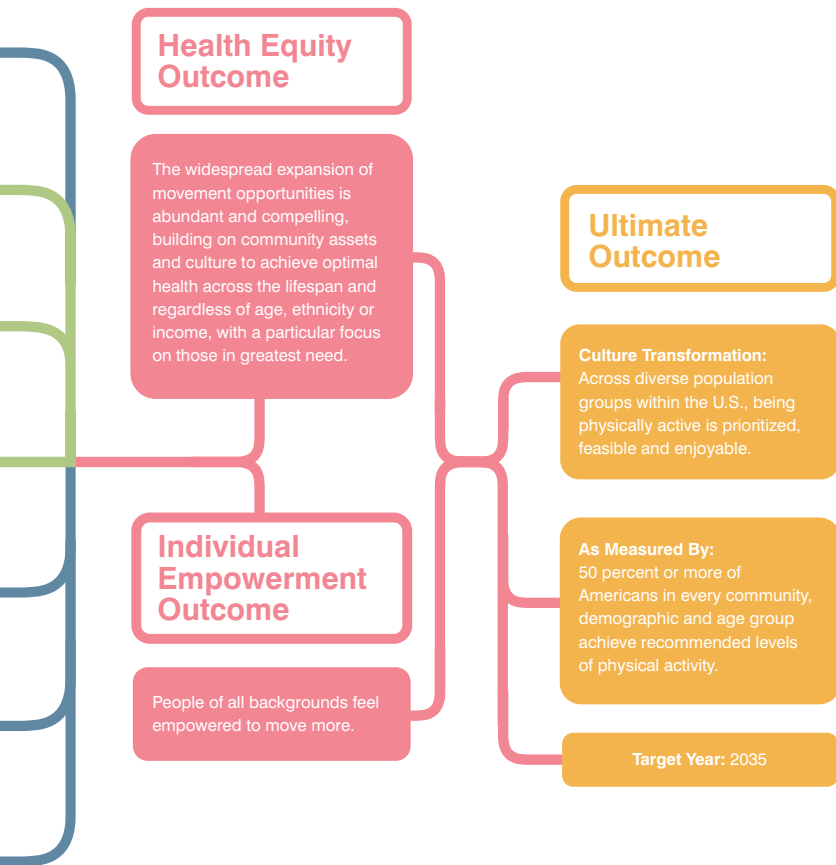 Health Equity
Outcome
The widespread expansion of
movement opportunities is
abundant and compelling,
building on community assets
and culture to achieve optimal
health across the lifespan and
regardless of age, ethnicity or
income, with a particular focus
on those in greatest need.
Individual
Empowerment
Outcome
People of all backgrounds feel
empowered to move more.
Ultimate
Outcome
Culture Transformation:
Across diverse population
groups within the U.S., being
physically active is prioritized,
feasible and enjoyable.
As Measured By:
50 percent or more of
Americans in every community,
demographic and age group
achieve recommended levels
of physical activity.
Target Year: 2035